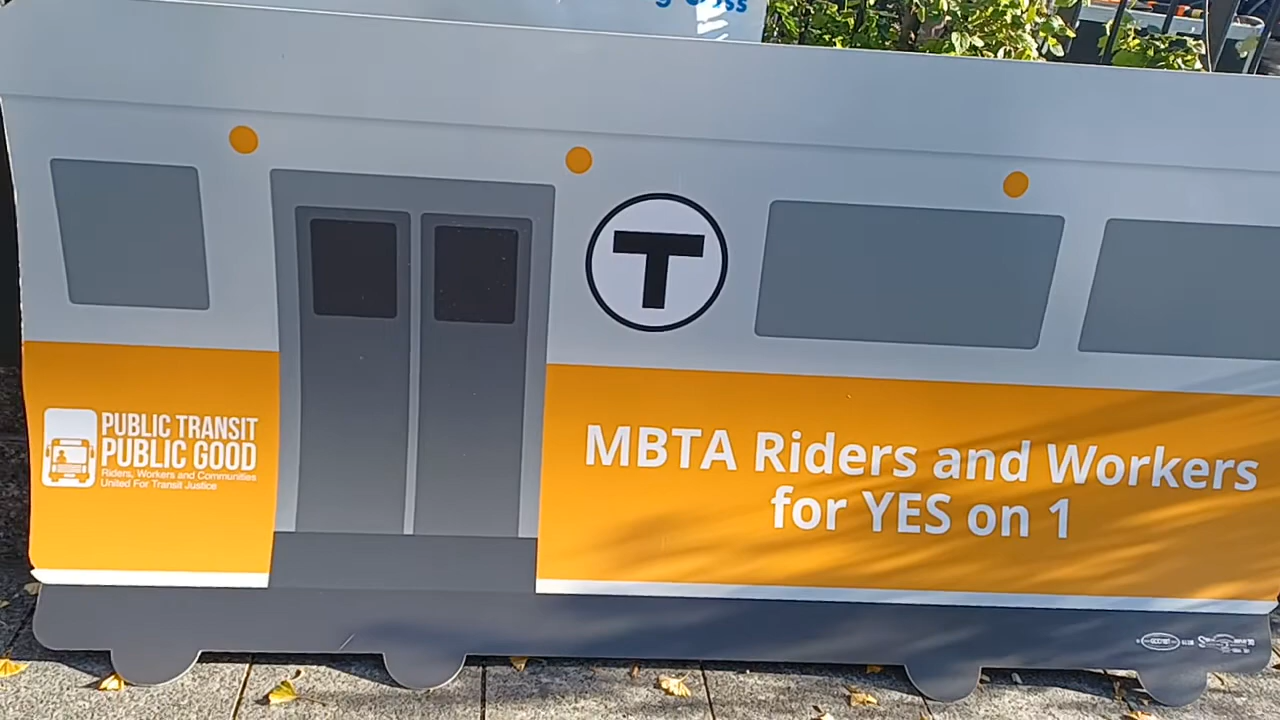 T
PUBLIC TRANSIT
PUBLIC GOOD
Riders, Workers and Communities
United For Transit Justice
MBTA Riders and Workers
for YES on 1